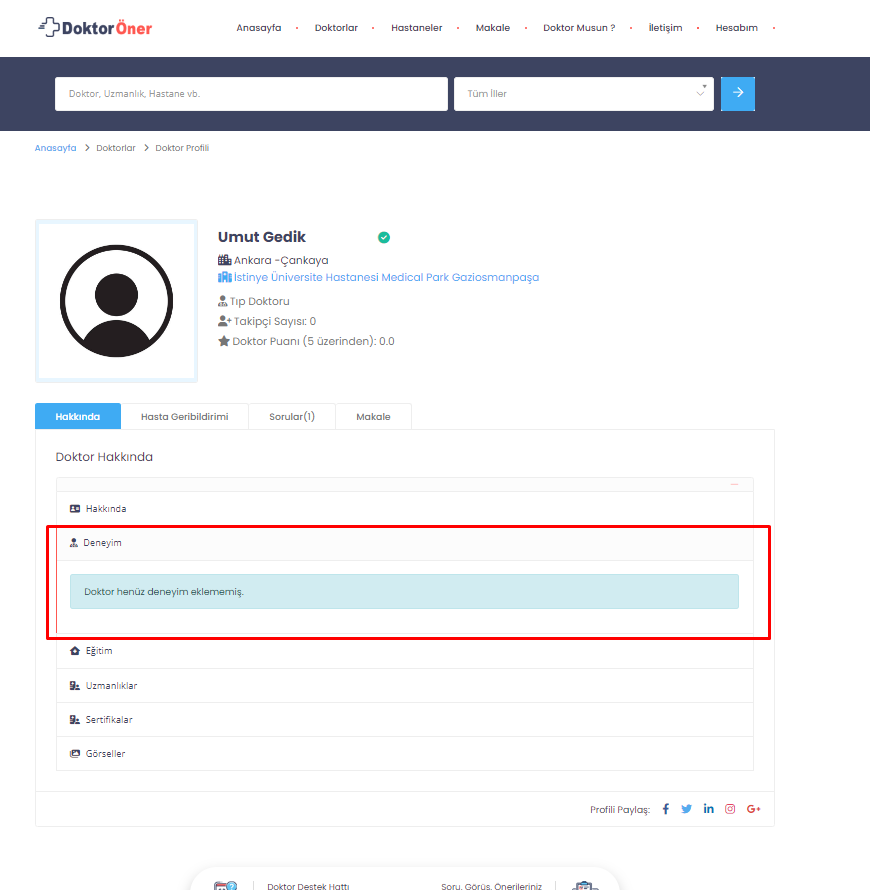 DoktorÖner
Anasayfa Doktorlar Hastaneler Makale Doktor Musun ? İletişim Hesabım
Doktor, Uzmanlık, Hastane vb. Tüm İller
Anasayfa > Doktorlar > Doktor Profili
Umut Gedik
Ankara -Çankaya
İstinye Üniversite Hastanesi Medical Park Gaziosmanpaşa
Tıp Doktoru
Takipçi Sayısı: 0
Doktor Puanı (5 üzerinden): 0.0
Hakkında Hasta Geribildirimi Sorular(1) Makale
Doktor Hakkında
Hakkında
Deneyim
Doktor henüz deneyim eklememiş.
Eğitim
Uzmanlıklar
Sertifikalar
Görseller
Profili Paylaş:
Doktor Destek Hattı Soru, Görüş, Önerileriniz